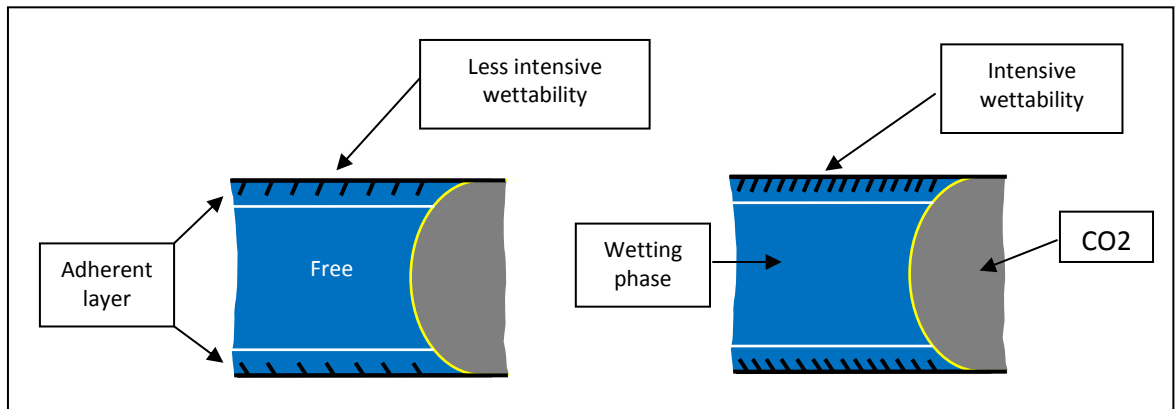 Less intensive
wettability
Intensive
wettability
Adherent
layer
Free
Wetting
phase
CO2